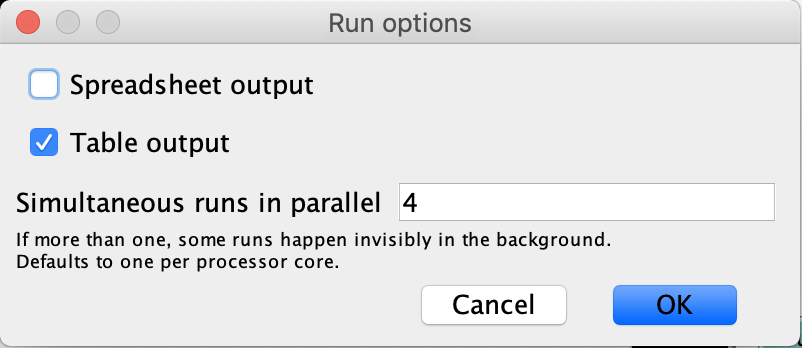 Run options
Spreadsheet output
Table output
Simultaneous runs in parallel 4
If more than one, some runs happen invisibly in the background.
Defaults to one per processor core.
Cancel OK